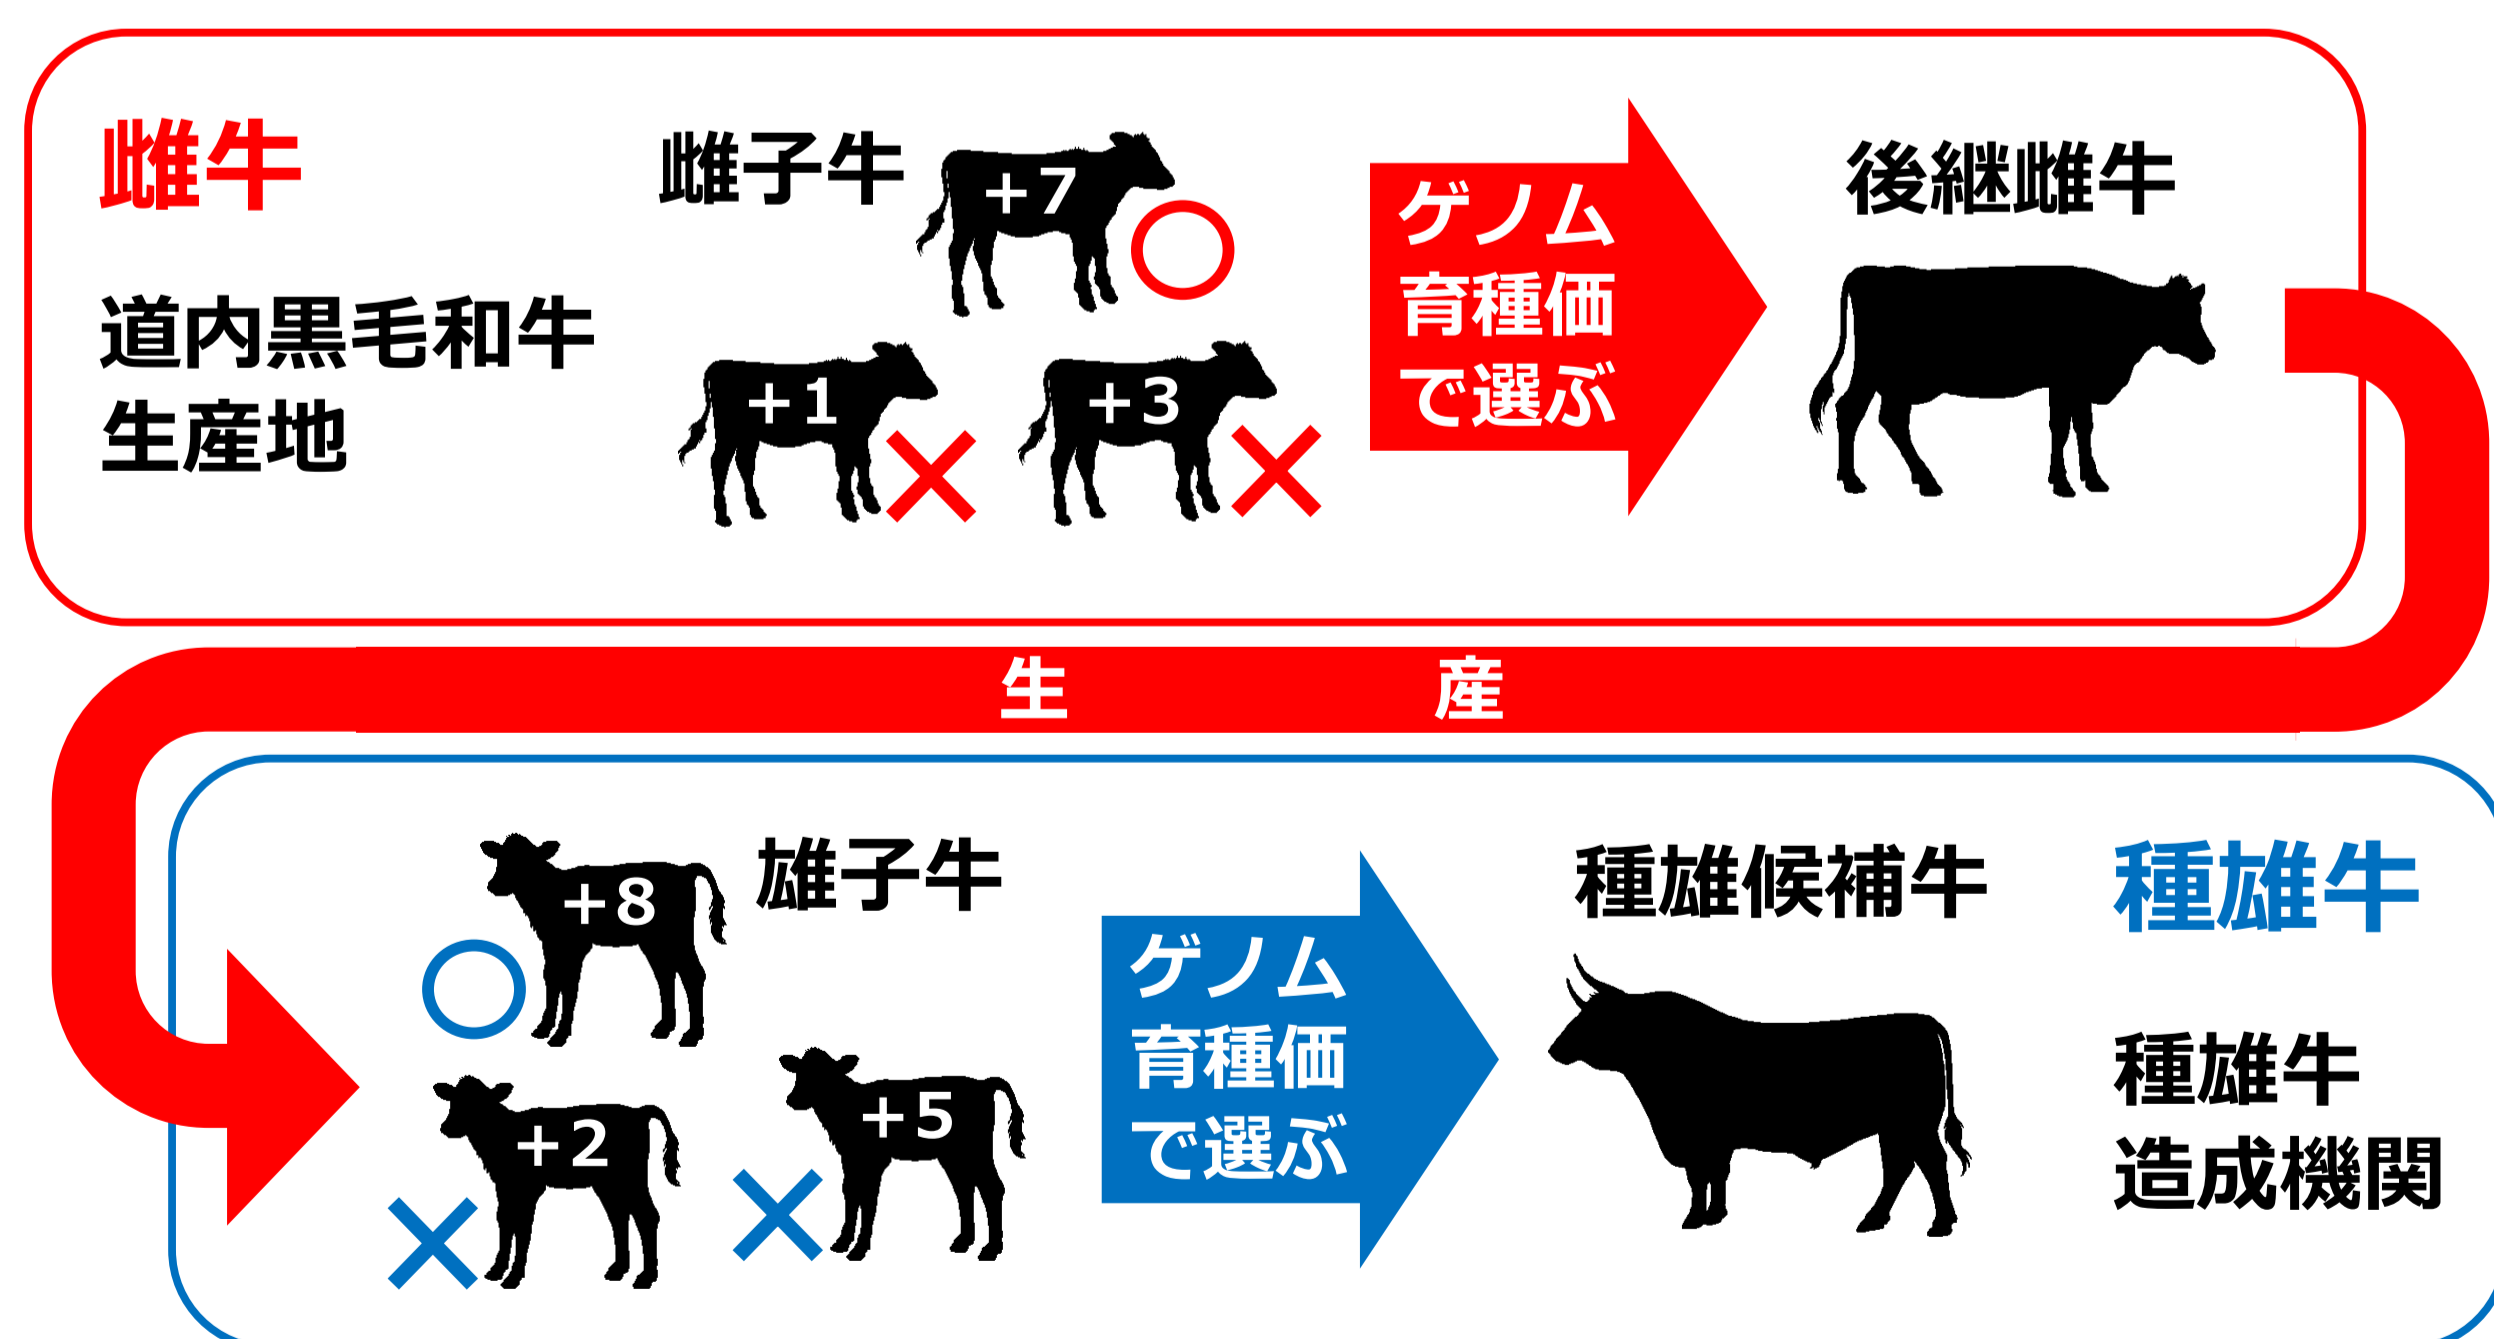 雌牛
道内黒毛和牛
生産地
雌子牛
+7
+1
+3
ゲノム
育種価
で選ぶ
後継雌牛
生 産
雄子牛
+8
+2
+5
ゲノム
育種価
で選ぶ
種雄候補牛
種雄牛
種雄牛
造成機関